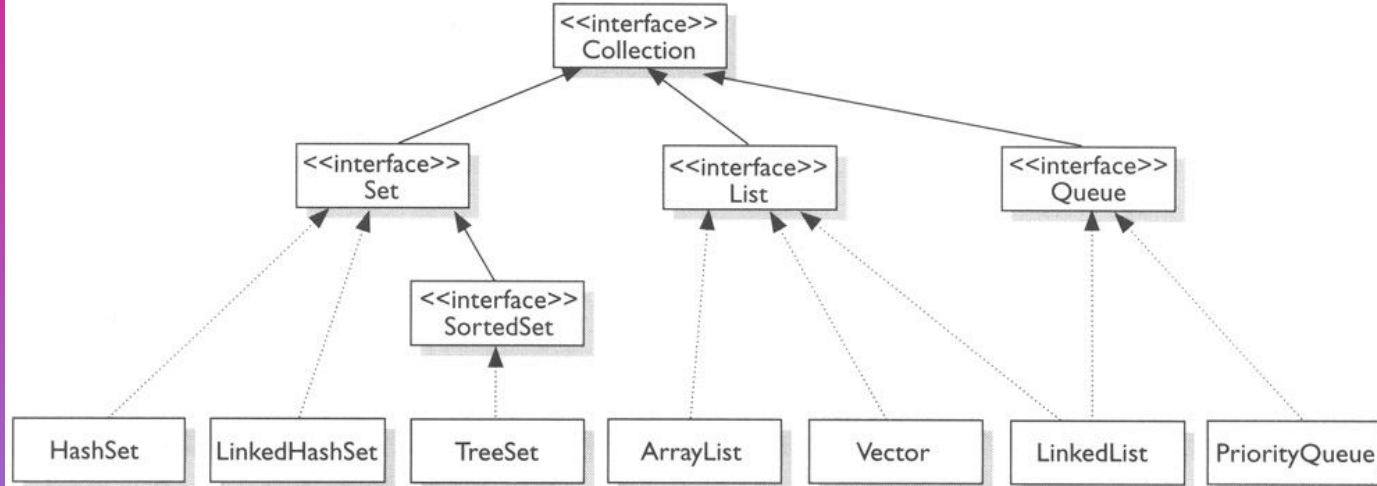 <<interface>>
Collection
<<interface>>
Set
<<interface>>
List
<<interface>>
Queue
<<interface>>
SortedSet
HashSet
LinkedHashSet
TreeSet
ArrayList
Vector
LinkedList
PriorityQueue